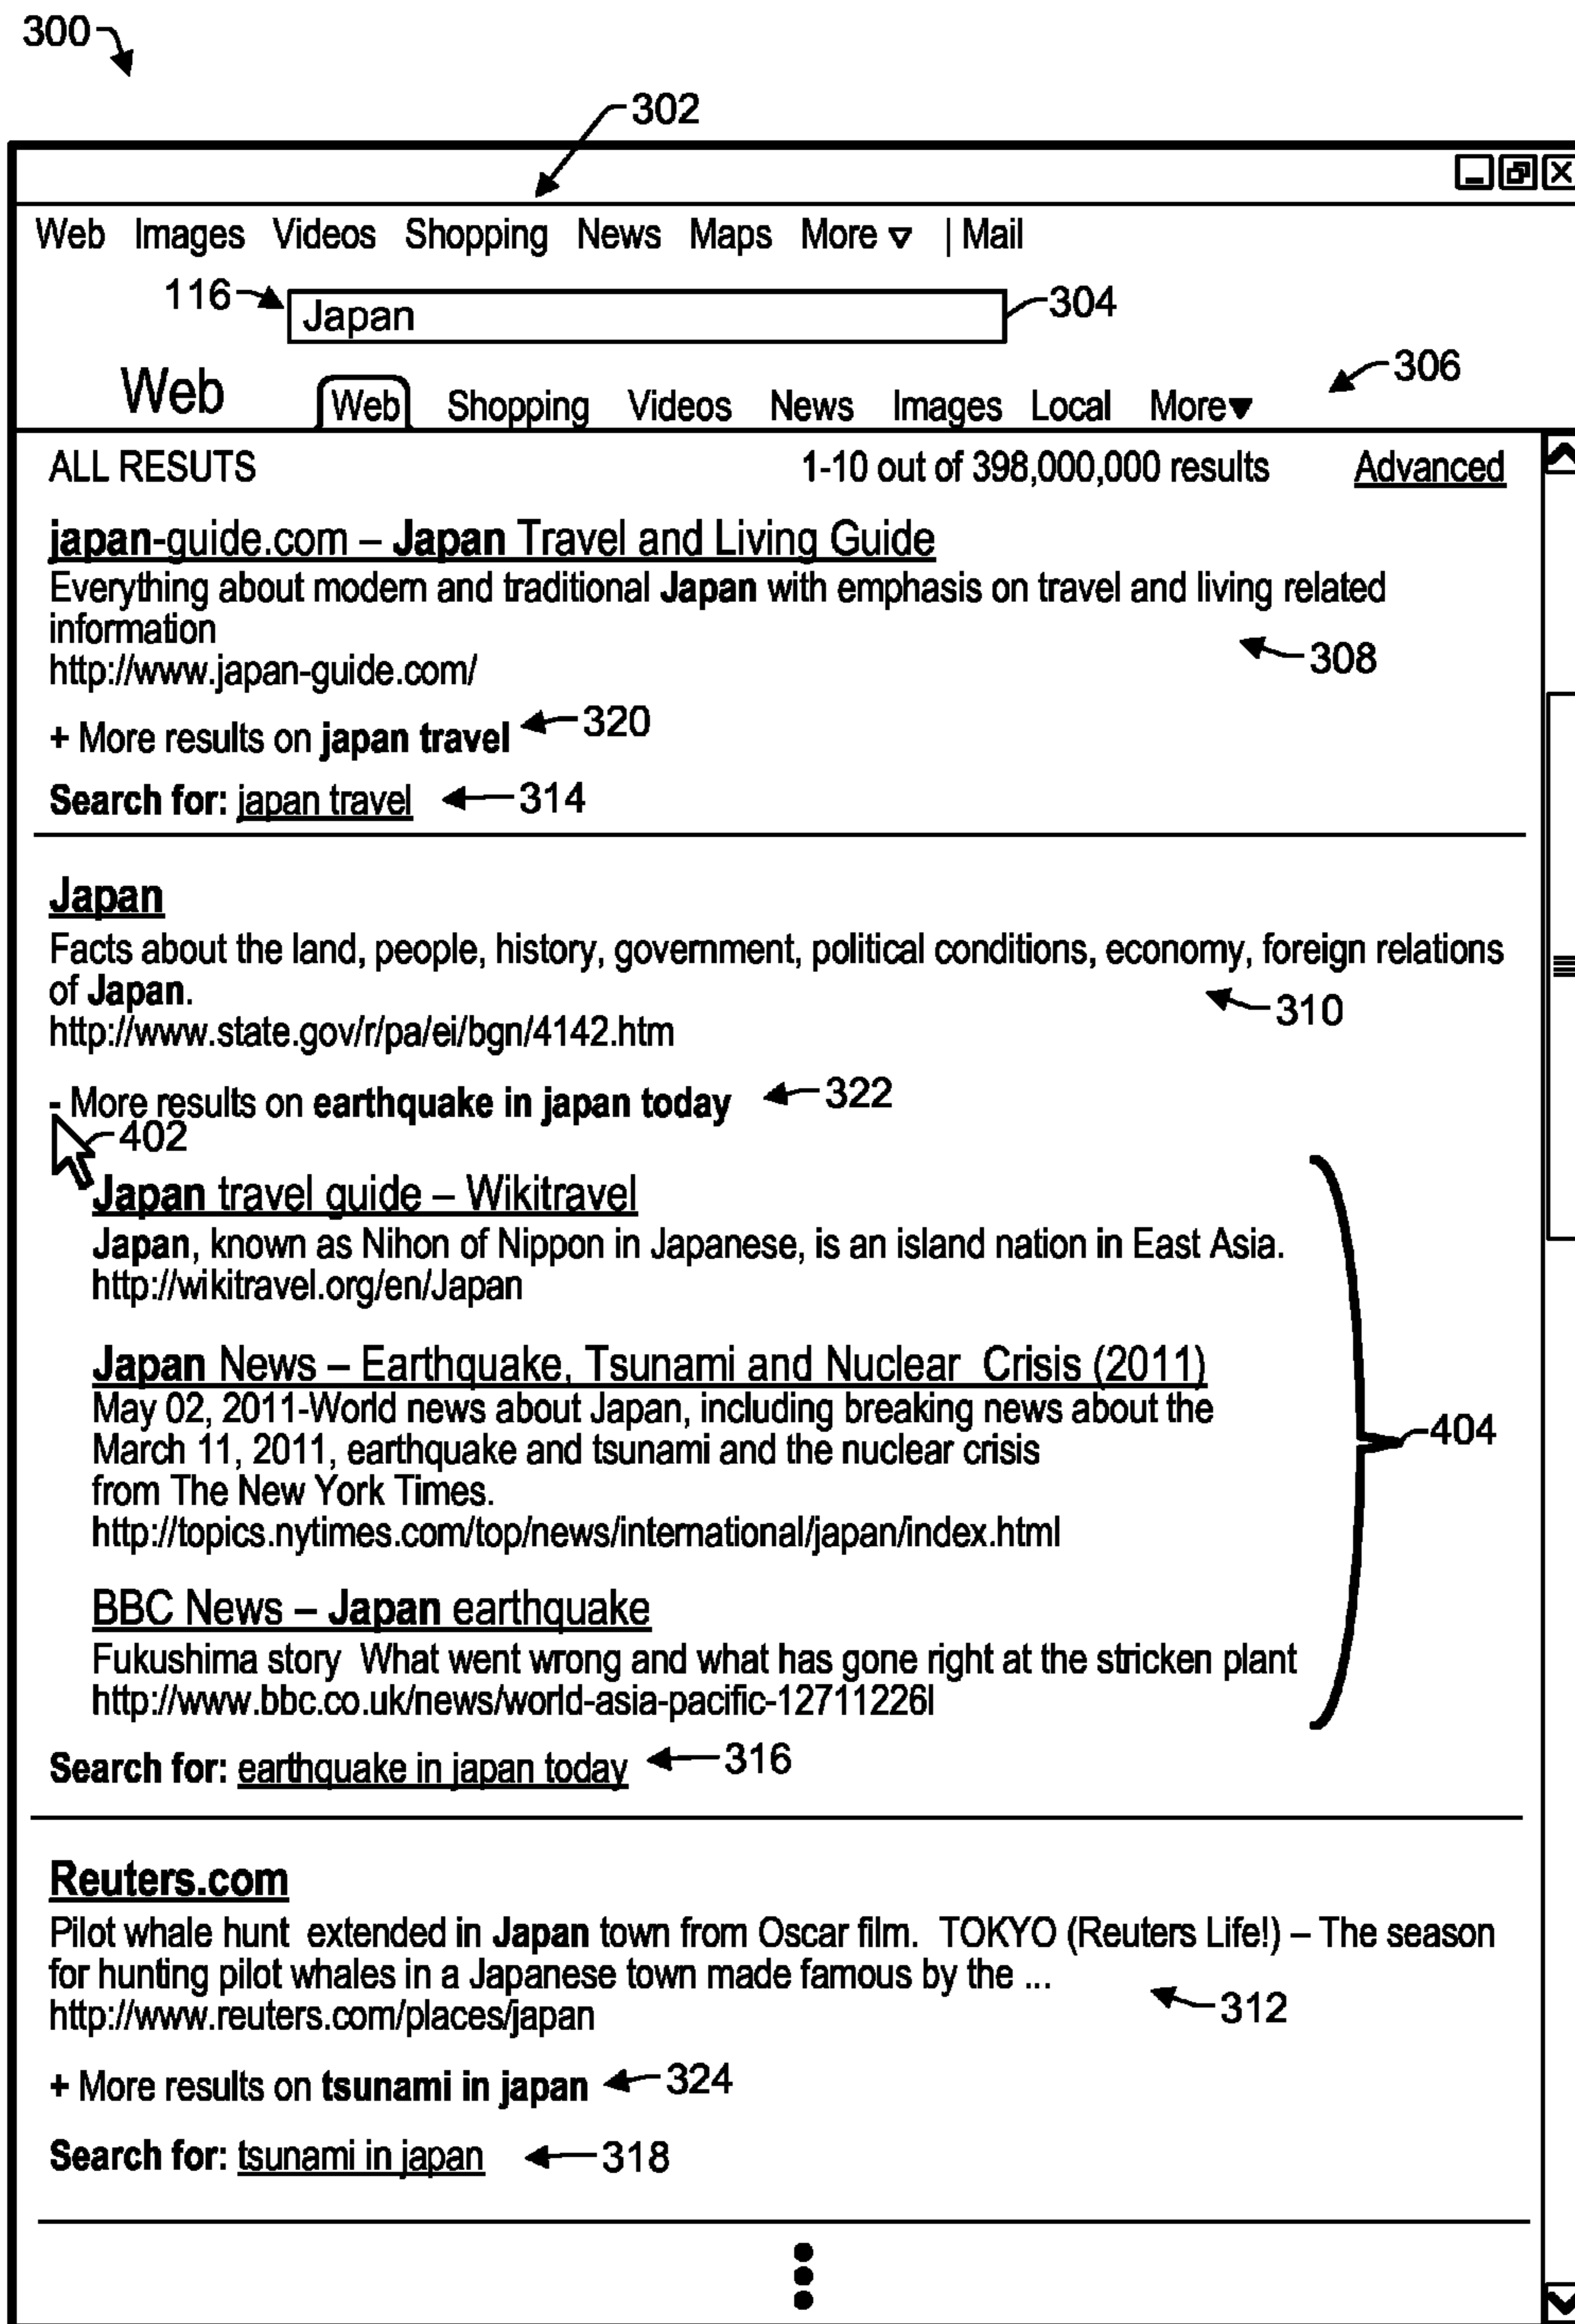 300
302
Web Images Videos Shopping News Maps More ▿ | Mail
116 Japan 304
306
Web Web Shopping Videos News Images Local More▾
ALL RESUTS 1-10 out of 398,000,000 results Advanced
japan-guide.com – Japan Travel and Living Guide
Everything about modern and traditional Japan with emphasis on travel and living related
information
308
http://www.japan-guide.com/
+ More results on japan travel 320
Search for: japan travel 314
Japan
Facts about the land, people, history, government, political conditions, economy, foreign relations
of Japan.
310
http://www.state.gov/r/pa/ei/bgn/4142.htm
- More results on earthquake in japan today 322
402
Japan travel guide – Wikitravel
Japan, known as Nihon of Nippon in Japanese, is an island nation in East Asia.
http://wikitravel.org/en/Japan
Japan News – Earthquake, Tsunami and Nuclear Crisis (2011)
May 02, 2011-World news about Japan, including breaking news about the
March 11, 2011, earthquake and tsunami and the nuclear crisis
404
from The New York Times.
http://topics.nytimes.com/top/news/international/japan/index.html
BBC News – Japan earthquake
Fukushima story What went wrong and what has gone right at the stricken plant
http://www.bbc.co.uk/news/world-asia-pacific-12711226l
Search for: earthquake in japan today 316
Reuters.com
Pilot whale hunt extended in Japan town from Oscar film. TOKYO (Reuters Life!) – The season
for hunting pilot whales in a Japanese town made famous by the ...
312
http://www.reuters.com/places/japan
+ More results on tsunami in japan 324
Search for: tsunami in japan 318